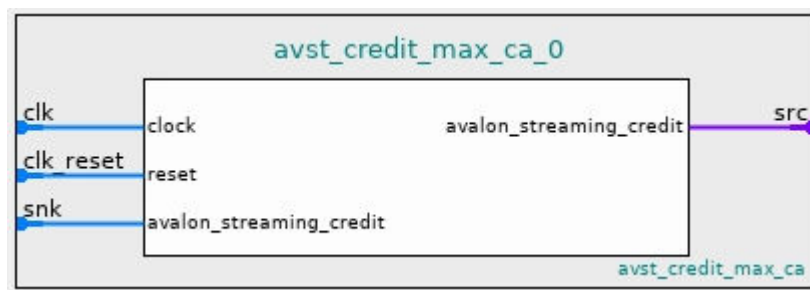 avst_credit_max_ca_0
clk
clock
avalon_streaming_credit
src
clk_reset
reset
snk
avalon_streaming_credit
avst_credit_max_ca